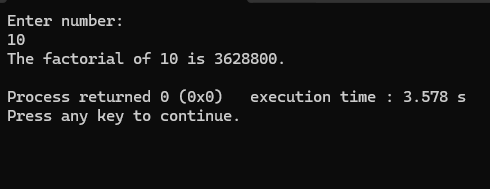 Enter number:
10
The factorial of 10 is 3628800.
Process returned 0 (0x0)   execution time : 3.578 s
Press any key to continue.